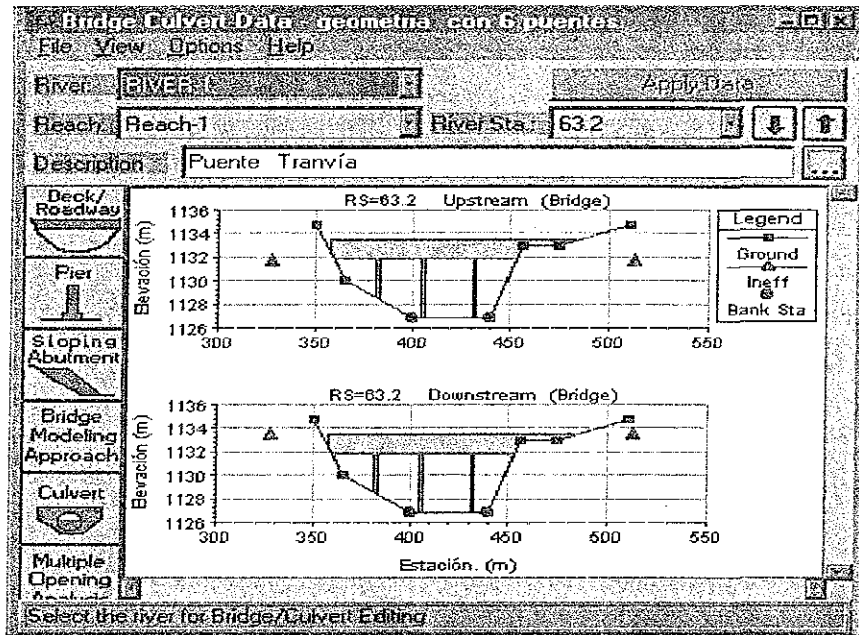 Bridge Culvert Data - geometria con 6 puentes
File View Options Help
River: RIVER-1 Apply Data
Reach: Reach-1 River Sta.: 63.2
Description Puente Tranvía ...
Deck/
Roadway
Pier
Sloping
Abutment
Bridge
Modeling
Approach
Culvert
Multiple
Opening
RS=63.2 Upstream (Bridge)
Elevación (m)
1136
1134
1132
1130
1128
1126
300 350 400 450 500 550
Legend
Ground
Ineff
Bank Sta
RS=63.2 Downstream (Bridge)
Elevación (m)
1136
1134
1132
1130
1128
1126
300 350 400 450 500 550
Estación. (m)
Select the river for Bridge/Culvert Editing